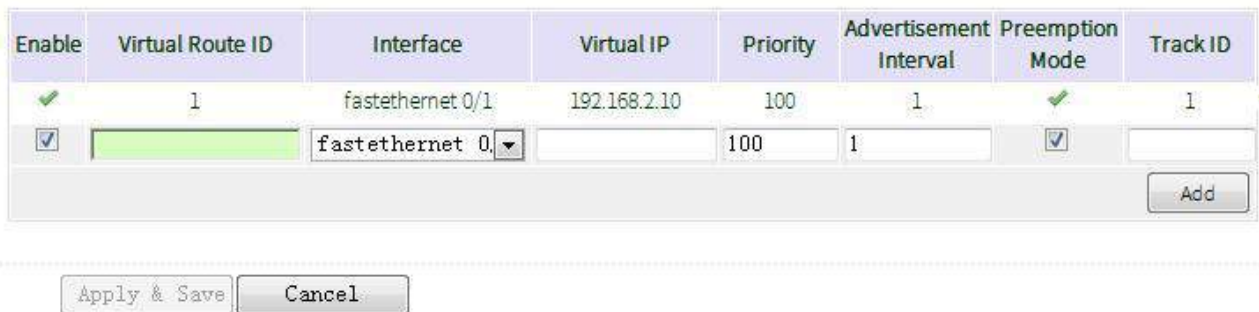 Enable Virtual Route ID Interface Virtual IP Priority Advertisement Interval Preemption Mode Track ID
1 fastethernet 0/1 192.168.2.10 100 1 1
fastethernet 0, 100 1
Add
Apply & Save Cancel